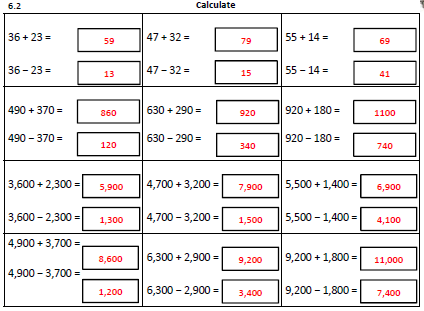 6.2 Calculate
36 + 23 = 59 47 + 32 = 79 55 + 14 = 69
36 − 23 = 13 47 − 32 = 15 55 − 14 = 41
490 + 370 = 860 630 + 290 = 920 920 + 180 = 1100
490 − 370 = 120 630 − 290 = 340 920 − 180 = 740
3,600 + 2,300 = 5,900 4,700 + 3,200 = 7,900 5,500 + 1,400 = 6,900
3,600 − 2,300 = 1,300 4,700 − 3,200 = 1,500 5,500 − 1,400 = 4,100
4,900 + 3,700 = 8,600 6,300 + 2,900 = 9,200 9,200 + 1,800 = 11,000
4,900 − 3,700 = 1,200 6,300 − 2,900 = 3,400 9,200 − 1,800 = 7,400